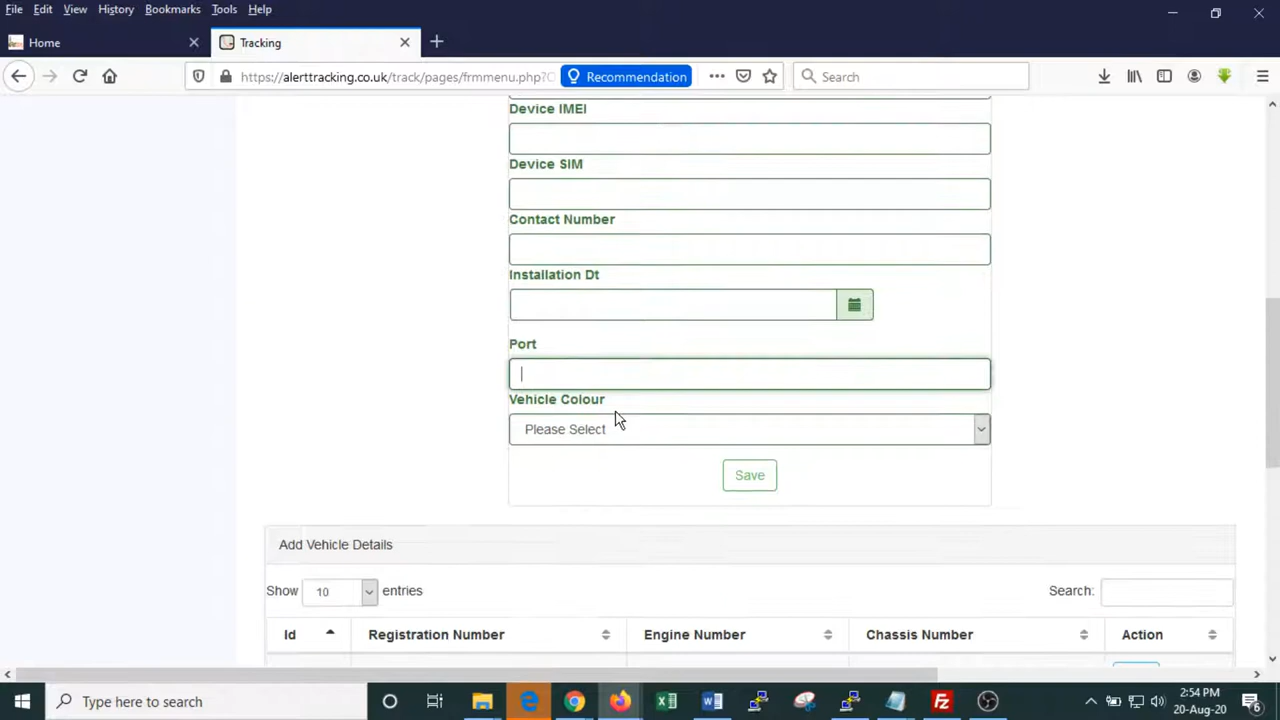 File Edit View History Bookmarks Tools Help
Home
Tracking
https://alerttracking.co.uk/track/pages/frmmenu.php?
Recommendation
Search
Device IMEI
Device SIM
Contact Number
Installation Dt
Port
Vehicle Colour
Please Select
Save
Add Vehicle Details
Show 10 entries
Search:
Id Registration Number Engine Number Chassis Number Action
Type here to search
2:54 PM
20-Aug-20
6